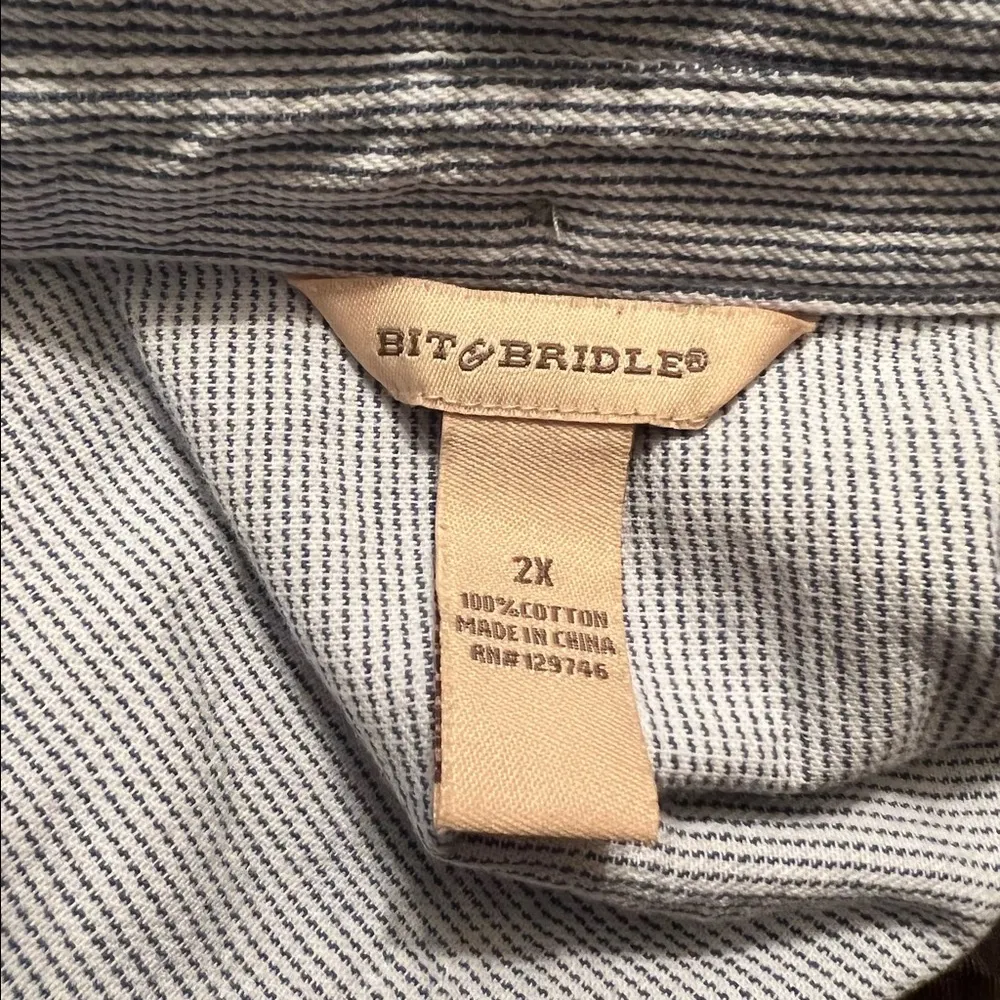 BIT & BRIDLE®
2X
100% COTTON
MADE IN CHINA
RN# 129746